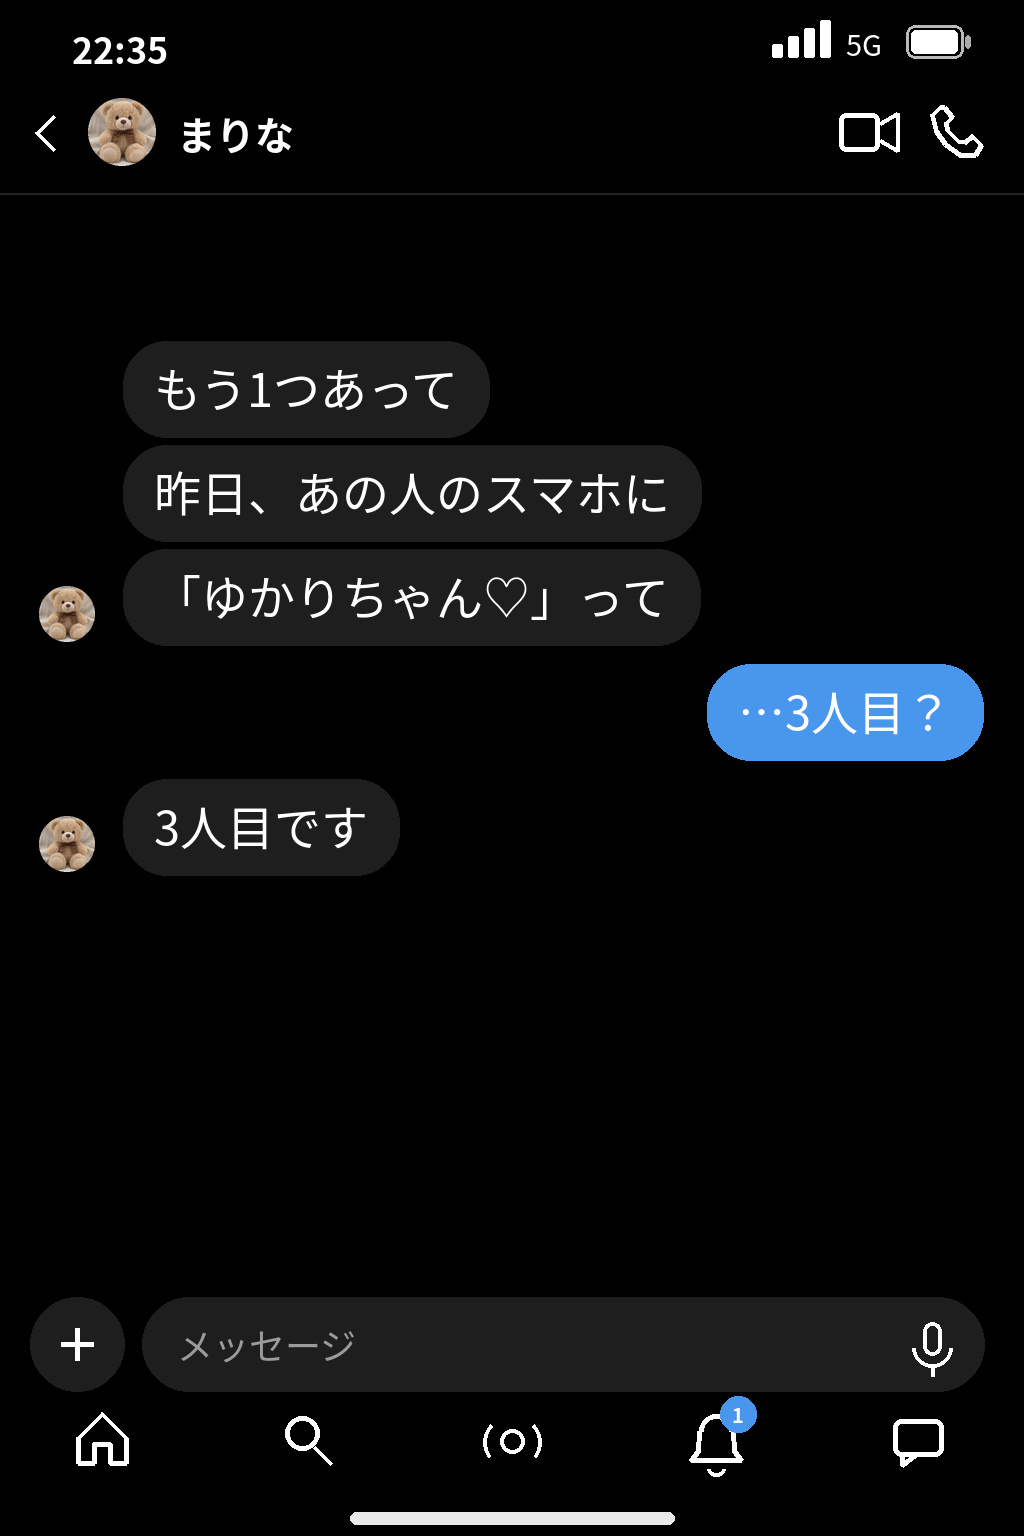 22:35
5G
まりな
もう1つあって
昨日、あの人のスマホに
「ゆかりちゃん♡」って
…3人目？
3人目です
メッセージ
1